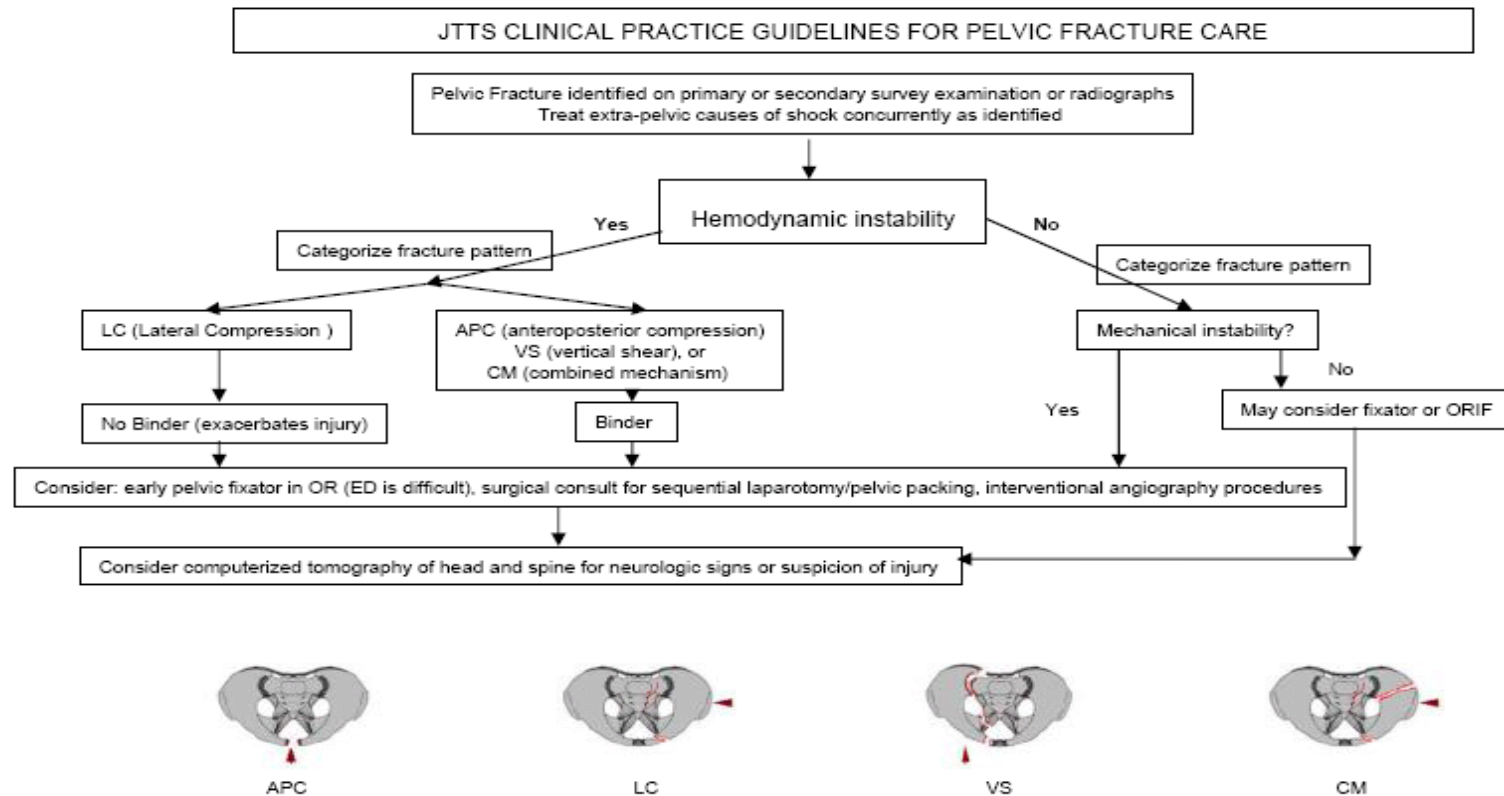 JTTS CLINICAL PRACTICE GUIDELINES FOR PELVIC FRACTURE CARE
Pelvic Fracture identified on primary or secondary survey examination or radiographs
Treat extra-pelvic causes of shock concurrently as identified
Hemodynamic instability
Yes
No
Categorize fracture pattern
Categorize fracture pattern
LC (Lateral Compression )
APC (anteroposterior compression)
VS (vertical shear), or
CM (combined mechanism)
Mechanical instability?
No
Yes
No Binder (exacerbates injury)
Binder
May consider fixator or ORIF
Consider: early pelvic fixator in OR (ED is difficult), surgical consult for sequential laparotomy/pelvic packing, interventional angiography procedures
Consider computerized tomography of head and spine for neurologic signs or suspicion of injury
APC
LC
VS
CM